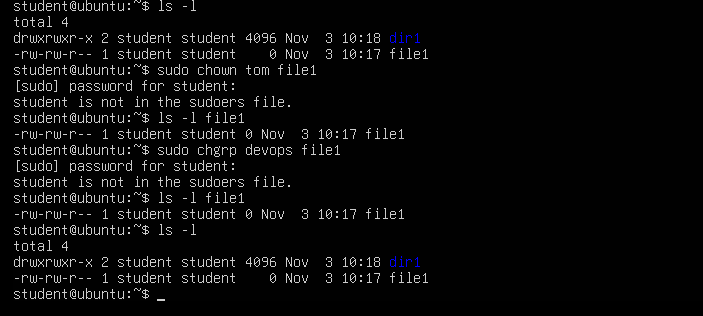 student@ubuntu:~$ ls -l
total 4
drwxrwxr-x 2 student student 4096 Nov  3 10:18 dir1
-rw-rw-r-- 1 student student    0 Nov  3 10:17 file1
student@ubuntu:~$ sudo chown tom file1
[sudo] password for student:
student is not in the sudoers file.
student@ubuntu:~$ ls -l file1
-rw-rw-r-- 1 student student 0 Nov  3 10:17 file1
student@ubuntu:~$ sudo chgrp devops file1
[sudo] password for student:
student is not in the sudoers file.
student@ubuntu:~$ ls -l file1
-rw-rw-r-- 1 student student 0 Nov  3 10:17 file1
student@ubuntu:~$ ls -l
total 4
drwxrwxr-x 2 student student 4096 Nov  3 10:18 dir1
-rw-rw-r-- 1 student student    0 Nov  3 10:17 file1
student@ubuntu:~$ _